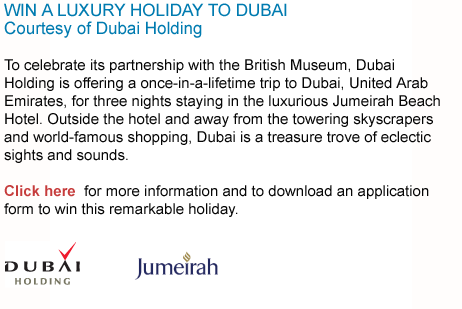 WIN A LUXURY HOLIDAY TO DUBAI
Courtesy of Dubai Holding
To celebrate its partnership with the British Museum, Dubai
Holding is offering a once-in-a-lifetime trip to Dubai, United Arab
Emirates, for three nights staying in the luxurious Jumeirah Beach
Hotel. Outside the hotel and away from the towering skyscrapers
and world-famous shopping, Dubai is a treasure trove of eclectic
sights and sounds.
Click here for more information and to download an application
form to win this remarkable holiday.
DUBAI
HOLDING
Jumeirah